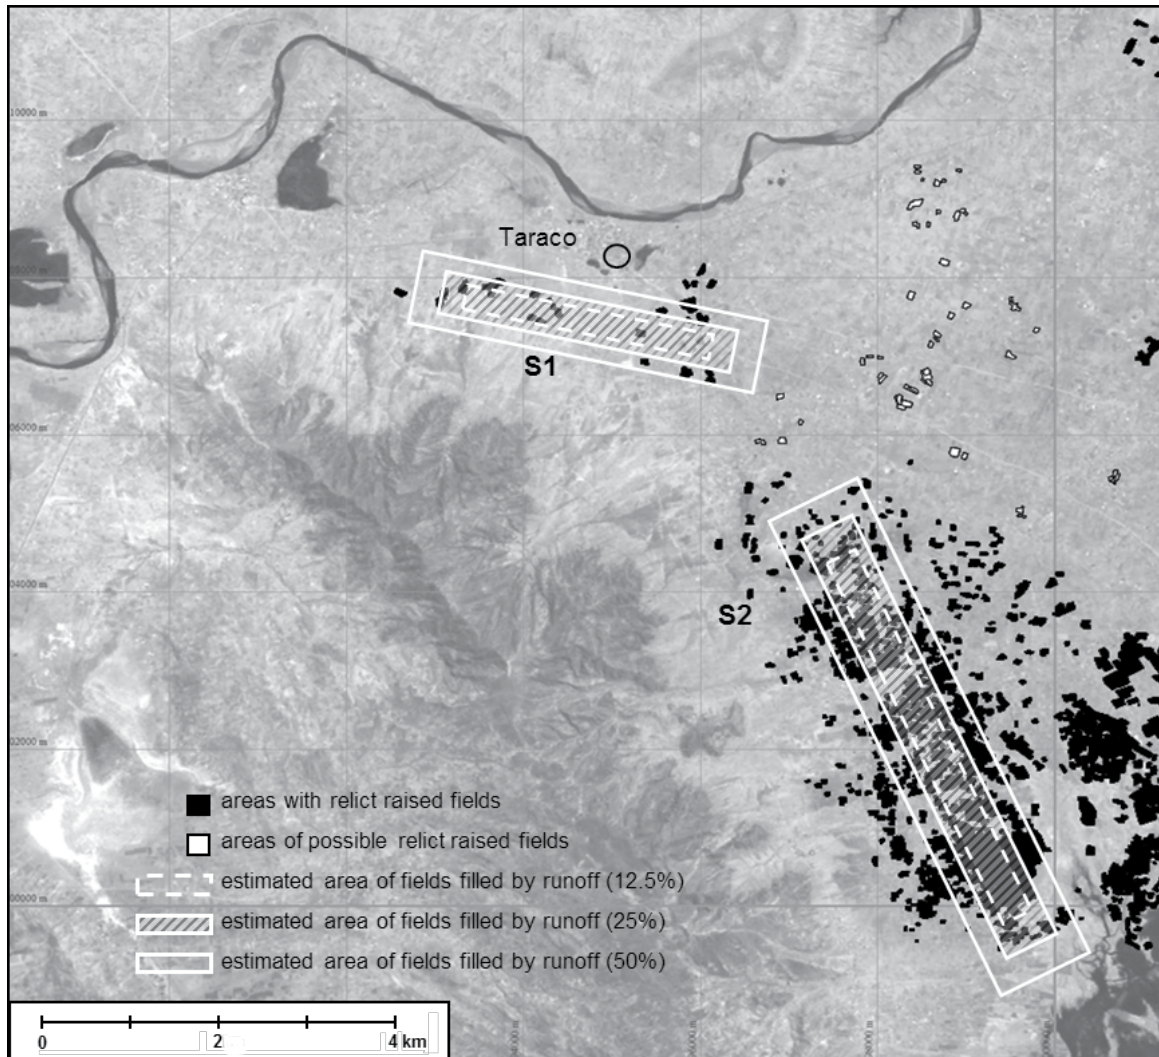 10000 m
Taraco
S1
S2
areas with relict raised fields
areas of possible relict raised fields
estimated area of fields filled by runoff (12.5%)
estimated area of fields filled by runoff (25%)
estimated area of fields filled by runoff (50%)
0
2
4 km